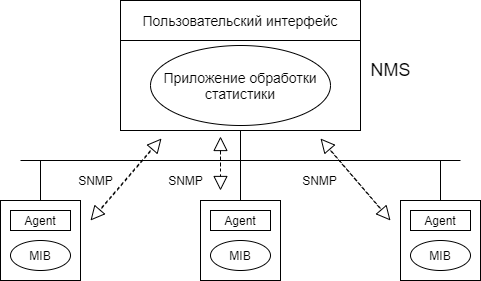 Пользовательский интерфейс
Приложение обработки
статистики
NMS
SNMP
SNMP
SNMP
Agent
Agent
Agent
MIB
MIB
MIB